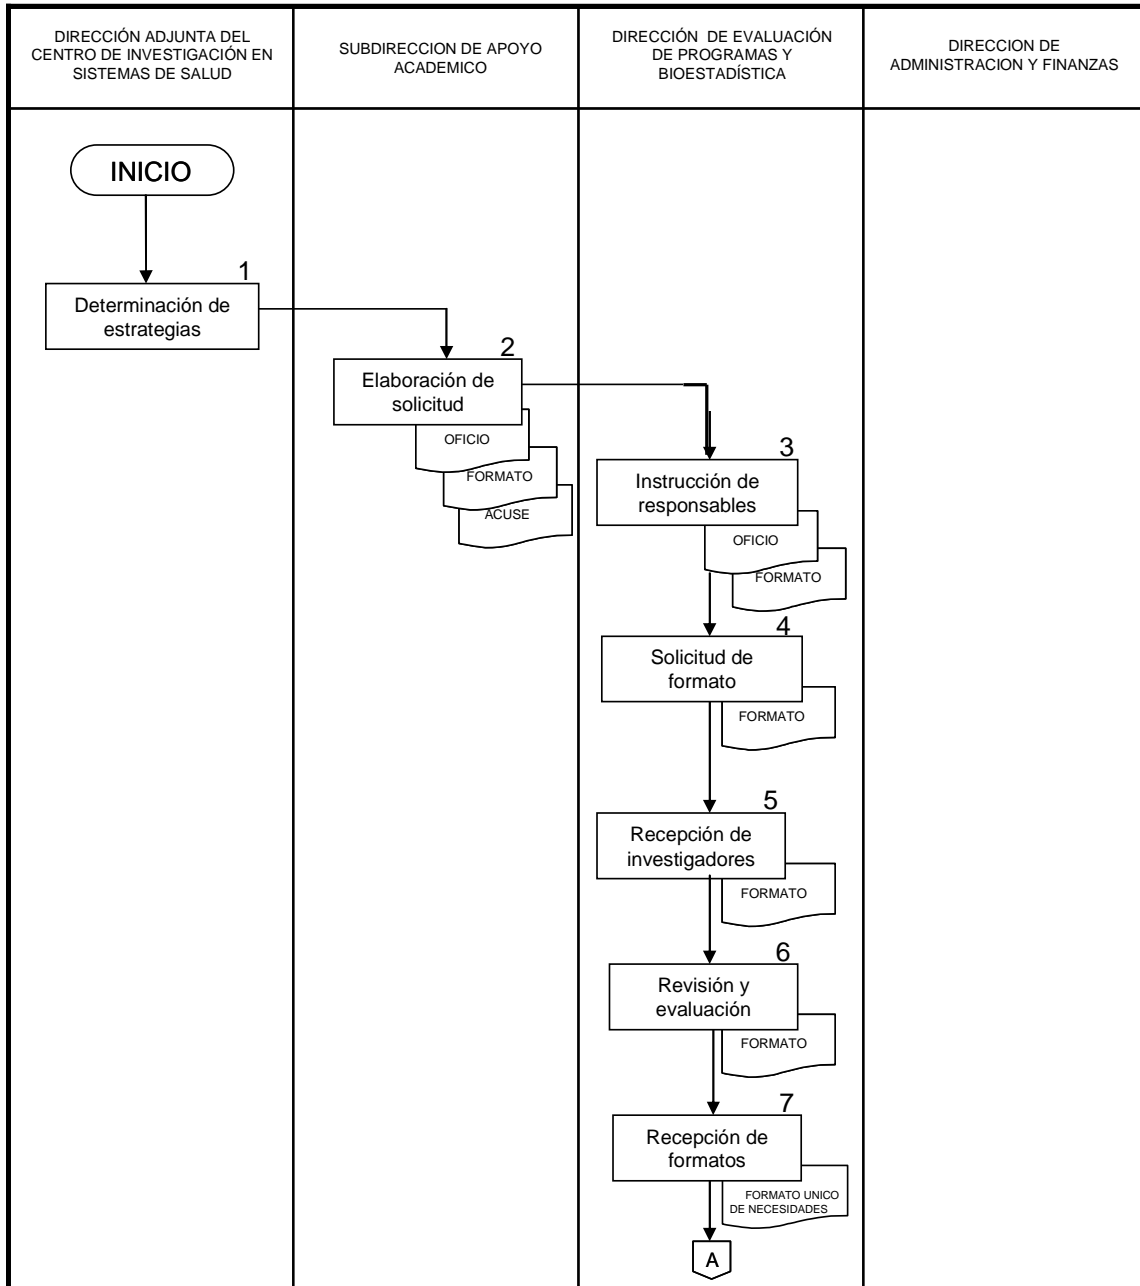 DIRECCIÓN ADJUNTA DEL
CENTRO DE INVESTIGACIÓN EN
SISTEMAS DE SALUD
SUBDIRECCION DE APOYO
ACADEMICO
DIRECCIÓN DE EVALUACIÓN
DE PROGRAMAS Y
BIOESTADÍSTICA
DIRECCION DE
ADMINISTRACION Y FINANZAS
INICIO
1
Determinación de
estrategias
2
Elaboración de
solicitud
OFICIO
FORMATO
ACUSE
3
Instrucción de
responsables
OFICIO
FORMATO
4
Solicitud de
formato
FORMATO
5
Recepción de
investigadores
FORMATO
6
Revisión y
evaluación
FORMATO
7
Recepción de
formatos
FORMATO UNICO
DE NECESIDADES
A